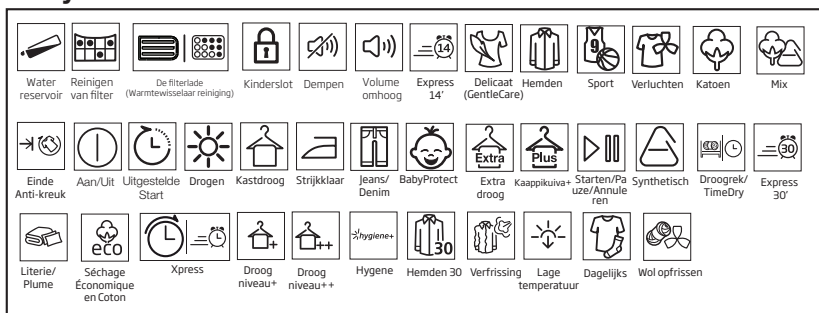 14
9
Water
reservoir
Reinigen
van filter
De filterlade
(Warmtewisselaar reiniging)
Kinderslot
Dempen
Volume
omhoog
Express
14'
Delicaat
(GentleCare)
Hemden
Sport
Verluchten
Katoen
Mix
Extra
Plus
30
Einde
Anti-kreuk
Aan/Uit
Uitgestelde
Start
Drogen
Kastdroog
Strijkklaar
Jeans/
Denim
BabyProtect
Extra
droog
Kaappikuiva+
Starten/Pa
uze/Annule
ren
Synthetisch
Droogrek/
TimeDry
Express
30'
eco
+
++
hygiene+
30
Literie/
Plume
Séchage
Économique
en Coton
Xpress
Droog
niveau+
Droog
niveau++
Hygene
Hemden 30
Verfrissing
Lage
temperatuur
Dagelijks
Wol opfrissen